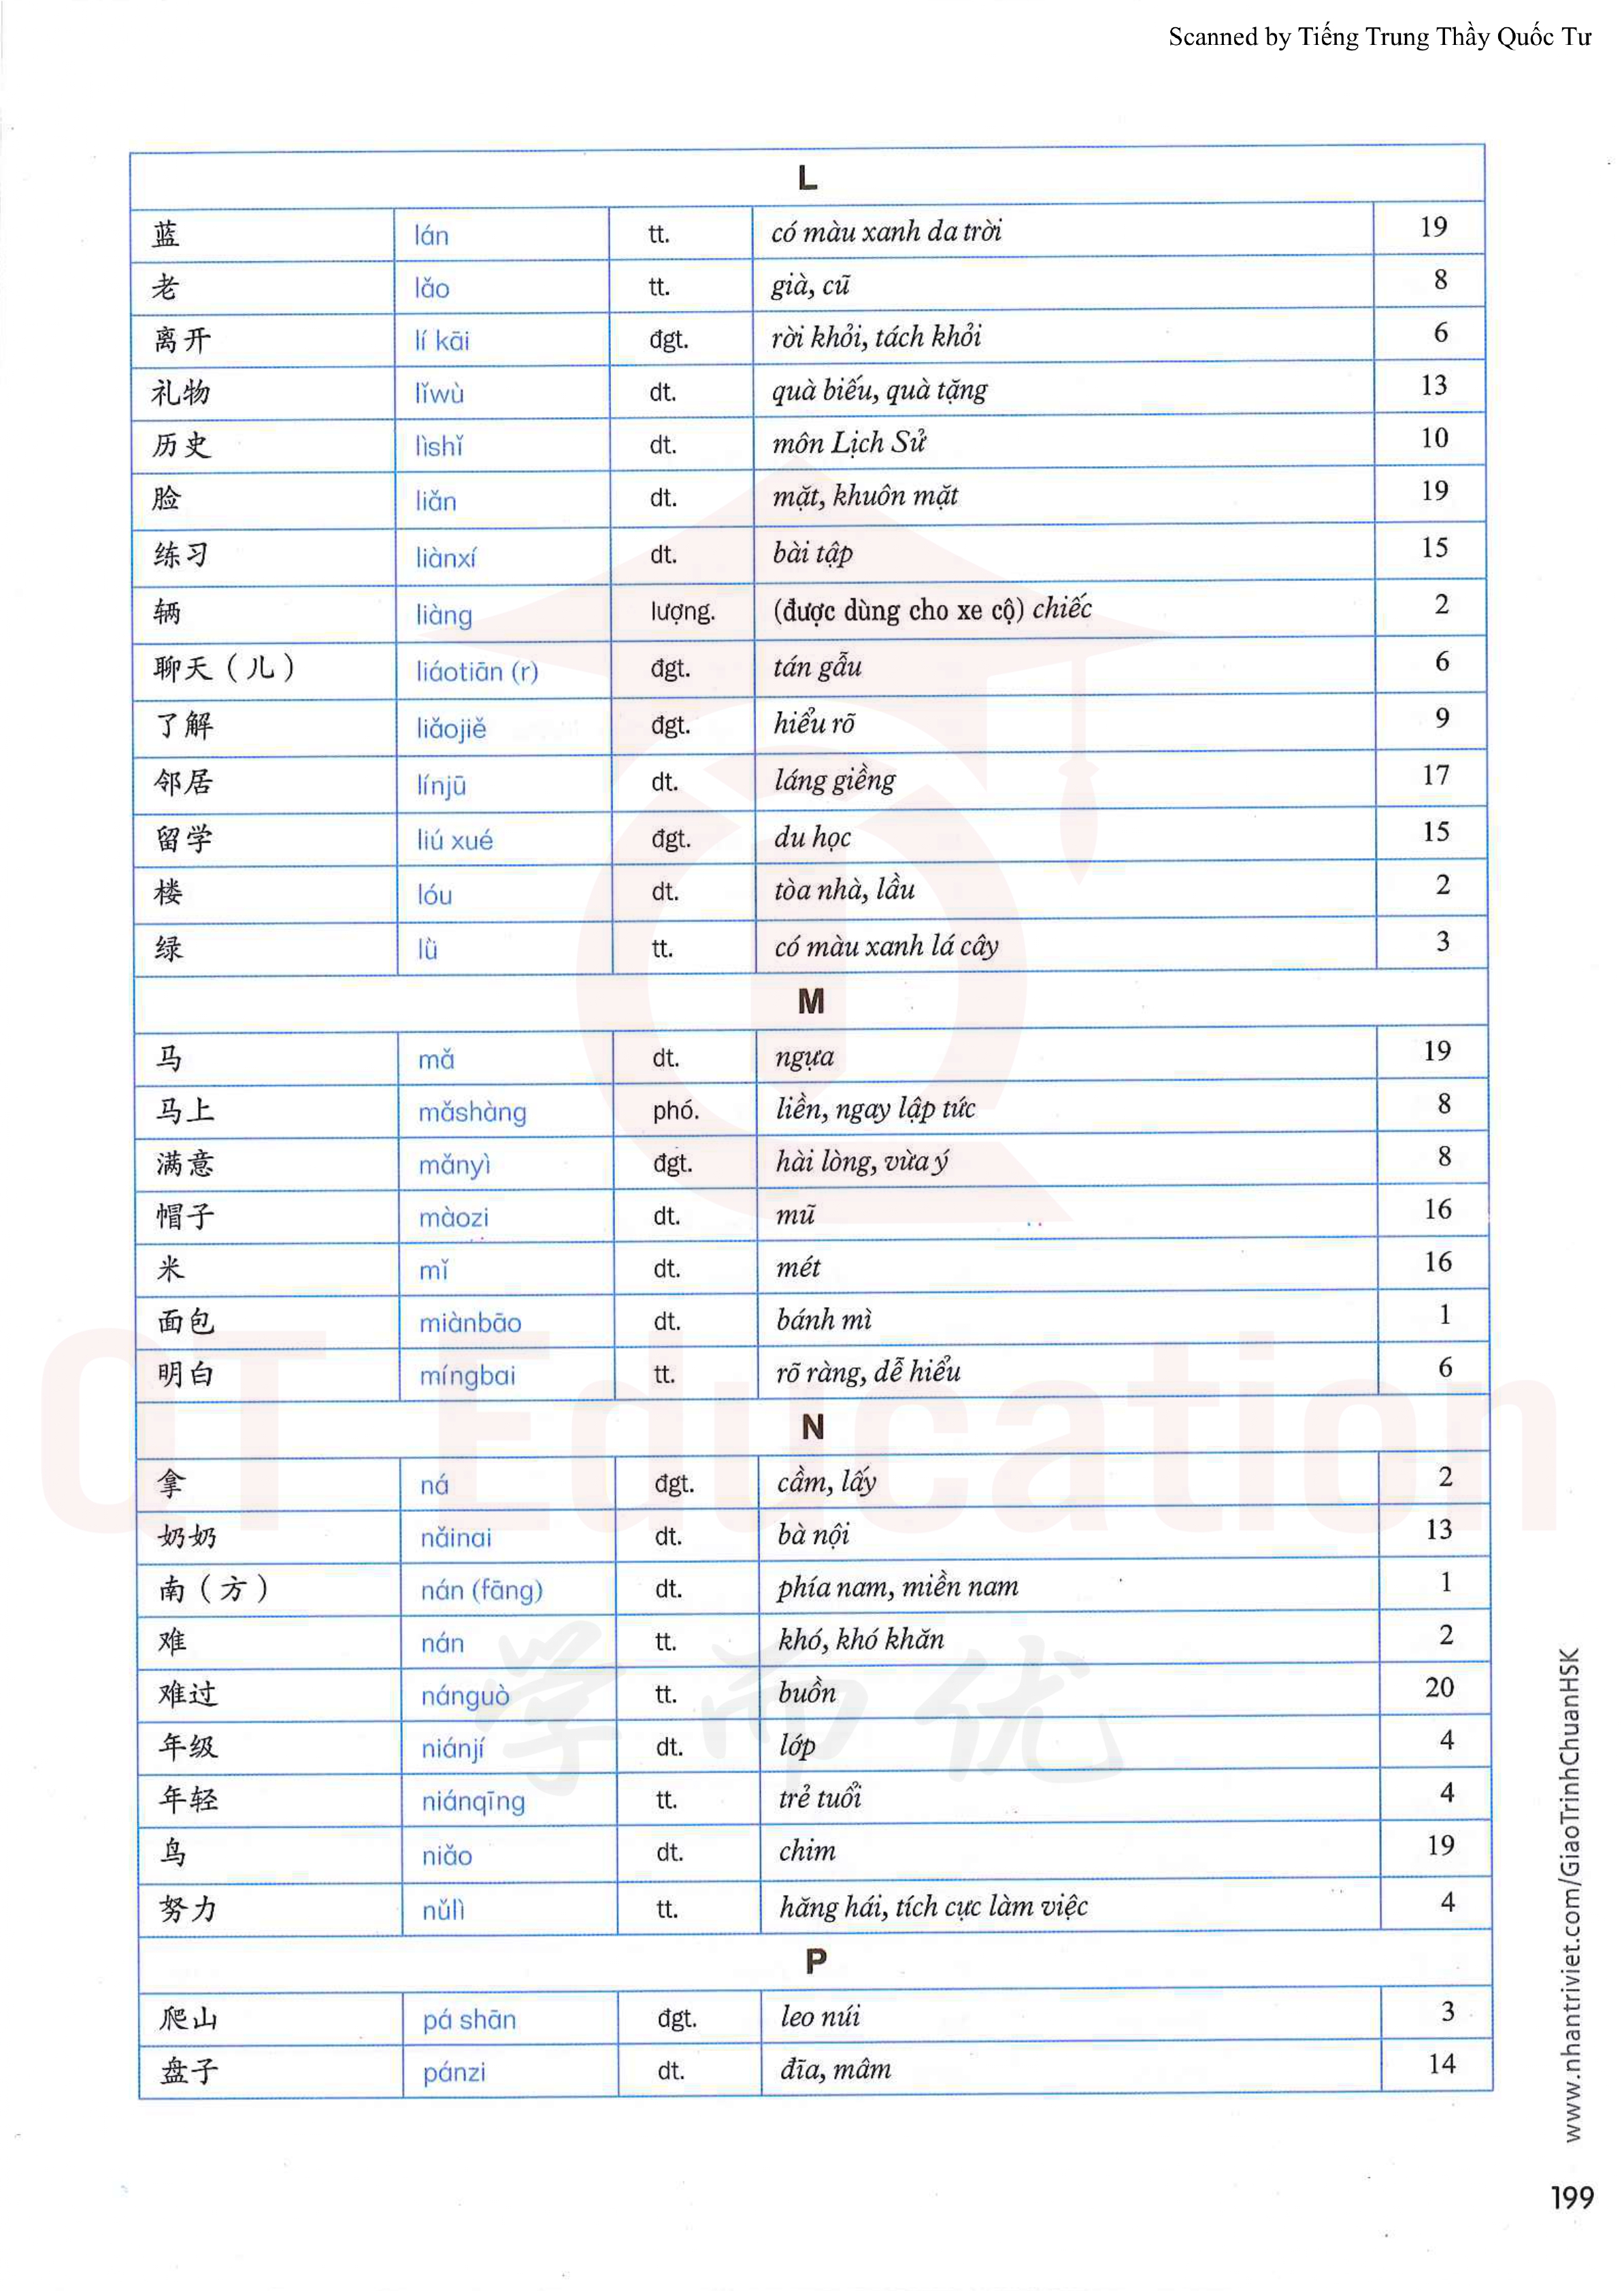 Scanned by Tiếng Trung Thầy Quốc Tư
L
蓝 lán tt. có màu xanh da trời 19
老 lǎo tt. già, cũ 8
离开 lí kāi đgt. rời khỏi, tách khỏi 6
礼物 lǐwù dt. quà biếu, quà tặng 13
历史 lìshǐ dt. môn Lịch Sử 10
脸 liǎn dt. mặt, khuôn mặt 19
练习 liànxí dt. bài tập 15
辆 liàng lượng. (được dùng cho xe cộ) chiếc 2
聊天（儿） liáotiān (r) đgt. tán gẫu 6
了解 liǎojiě đgt. hiểu rõ 9
邻居 línjū dt. láng giềng 17
留学 liú xué đgt. du học 15
楼 lóu dt. tòa nhà, lầu 2
绿 lǜ tt. có màu xanh lá cây 3
M
马 mǎ dt. ngựa 19
马上 mǎshàng phó. liền, ngay lập tức 8
满意 mǎnyì đgt. hài lòng, vừa ý 8
帽子 màozi dt. mũ 16
米 mǐ dt. mét 16
面包 miànbāo dt. bánh mì 1
明白 míngbai tt. rõ ràng, dễ hiểu 6
N
拿 ná đgt. cầm, lấy 2
奶奶 nǎinai dt. bà nội 13
南（方） nán (fāng) dt. phía nam, miền nam 1
难 nán tt. khó, khó khăn 2
难过 nánguò tt. buồn 20
年级 niánjí dt. lớp 4
年轻 niánqīng tt. trẻ tuổi 4
鸟 niǎo dt. chim 19
努力 nǔlì tt. hăng hái, tích cực làm việc 4
P
爬山 pá shān đgt. leo núi 3
盘子 pánzi dt. đĩa, mâm 14
QT Education
学而优
www.nhantriviet.com/GiaoTrinhChuanHSK
199